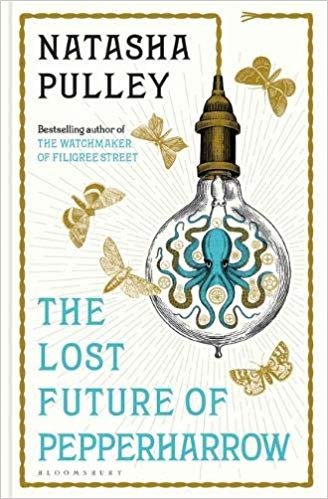 NATASHA
PULLEY
Bestselling author of
THE WATCHMAKER
OF FILIGREE STREET
THE
LOST
FUTURE OF
PEPPERHARROW
BLOOMSBURY